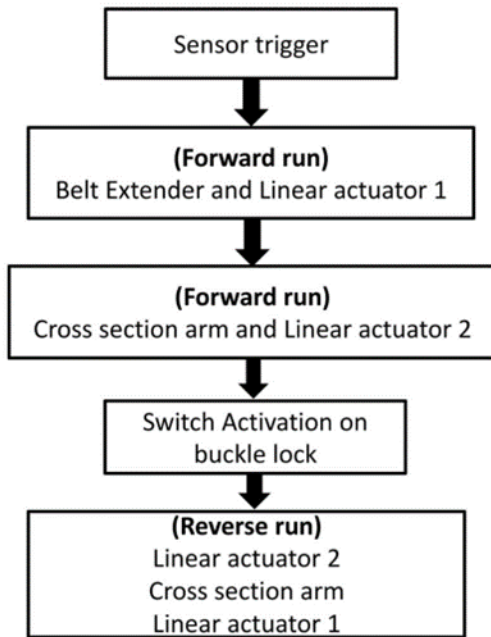 Sensor trigger
(Forward run)
Belt Extender and Linear actuator 1
(Forward run)
Cross section arm and Linear actuator 2
Switch Activation on
buckle lock
(Reverse run)
Linear actuator 2
Cross section arm
Linear actuator 1